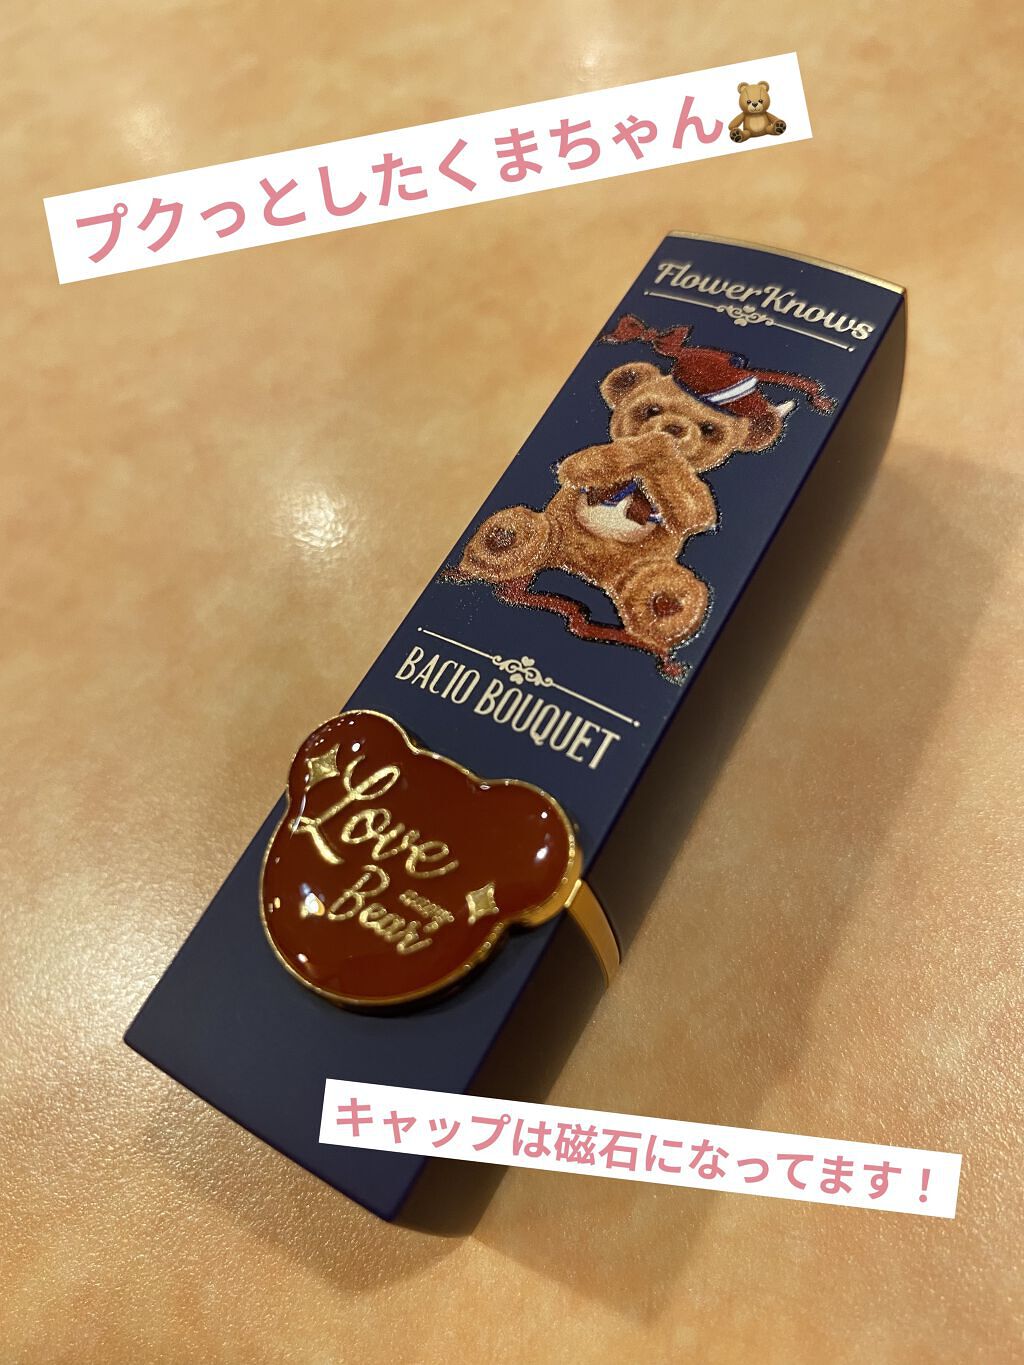 プクっとしたくまちゃん🧸
FlowerKnows
BACIO BOUQUET
Love
Bear
キャップは磁石になってます！